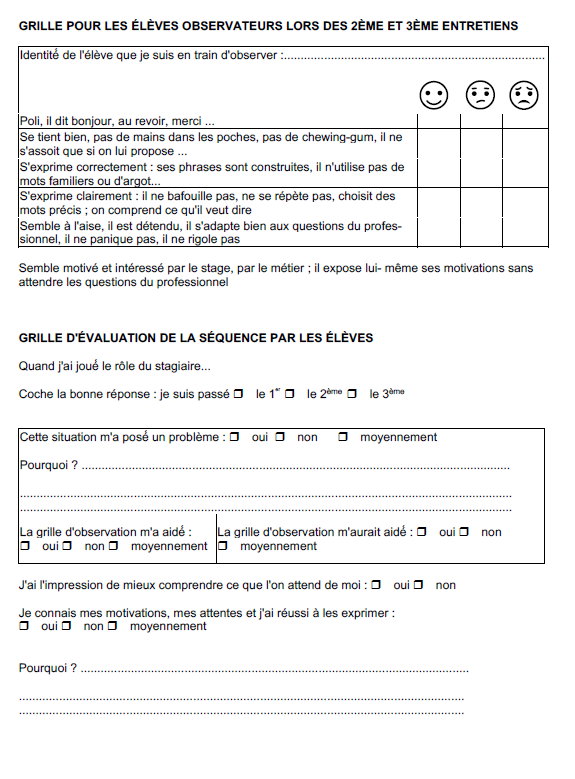 GRILLE POUR LES ÉLÈVES OBSERVATEURS LORS DES 2ÈME ET 3ÈME ENTRETIENS
Identité de l'élève que je suis en train d'observer :..............................................................................
Poli, il dit bonjour, au revoir, merci ...
Se tient bien, pas de mains dans les poches, pas de chewing-gum, il ne
s'assoit que si on lui propose ...
S'exprime correctement : ses phrases sont construites, il n'utilise pas de
mots familiers ou d'argot...
S'exprime clairement : il ne bafouille pas, ne se répète pas, choisit des
mots précis ; on comprend ce qu'il veut dire
Semble à l'aise, il est détendu, il s'adapte bien aux questions du profes-
sionnel, il ne panique pas, il ne rigole pas
Semble motivé et intéressé par le stage, par le métier ; il expose lui- même ses motivations sans
attendre les questions du professionnel
GRILLE D'ÉVALUATION DE LA SÉQUENCE PAR LES ÉLÈVES
Quand j'ai joué le rôle du stagiaire...
Coche la bonne réponse : je suis passé ❒ le 1er ❒ le 2ème ❒ le 3ème
Cette situation m'a posé un problème : ❒ oui ❒ non ❒ moyennement
Pourquoi ? ................................................................................................................................
....................................................................................................................................................
....................................................................................................................................................
La grille d'observation m'a aidé :
❒ oui ❒ non ❒ moyennement
La grille d'observation m'aurait aidé : ❒ oui ❒ non
❒ moyennement
J'ai l'impression de mieux comprendre ce que l'on attend de moi : ❒ oui ❒ non
Je connais mes motivations, mes attentes et j'ai réussi à les exprimer :
❒ oui ❒ non ❒ moyennement
Pourquoi ? ....................................................................................................................
......................................................................................................................................
......................................................................................................................................